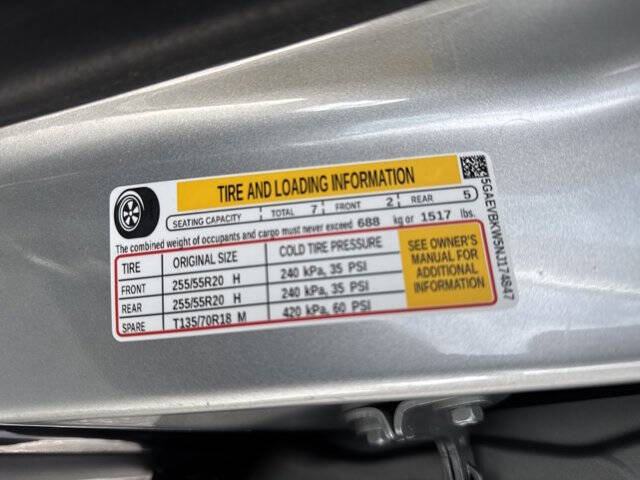 TIRE AND LOADING INFORMATION
SEATING CAPACITY TOTAL 7 FRONT 2 REAR 5
The combined weight of occupants and cargo must never exceed 688 kg or 1517 lbs.
TIRE ORIGINAL SIZE COLD TIRE PRESSURE
FRONT 255/55R20 H 240 kPa, 35 PSI
REAR 255/55R20 H 240 kPa, 35 PSI
SPARE T135/70R18 M 420 kPa, 60 PSI
SEE OWNER'S
MANUAL FOR
ADDITIONAL
INFORMATION
5GAEVBKW5NJ174847